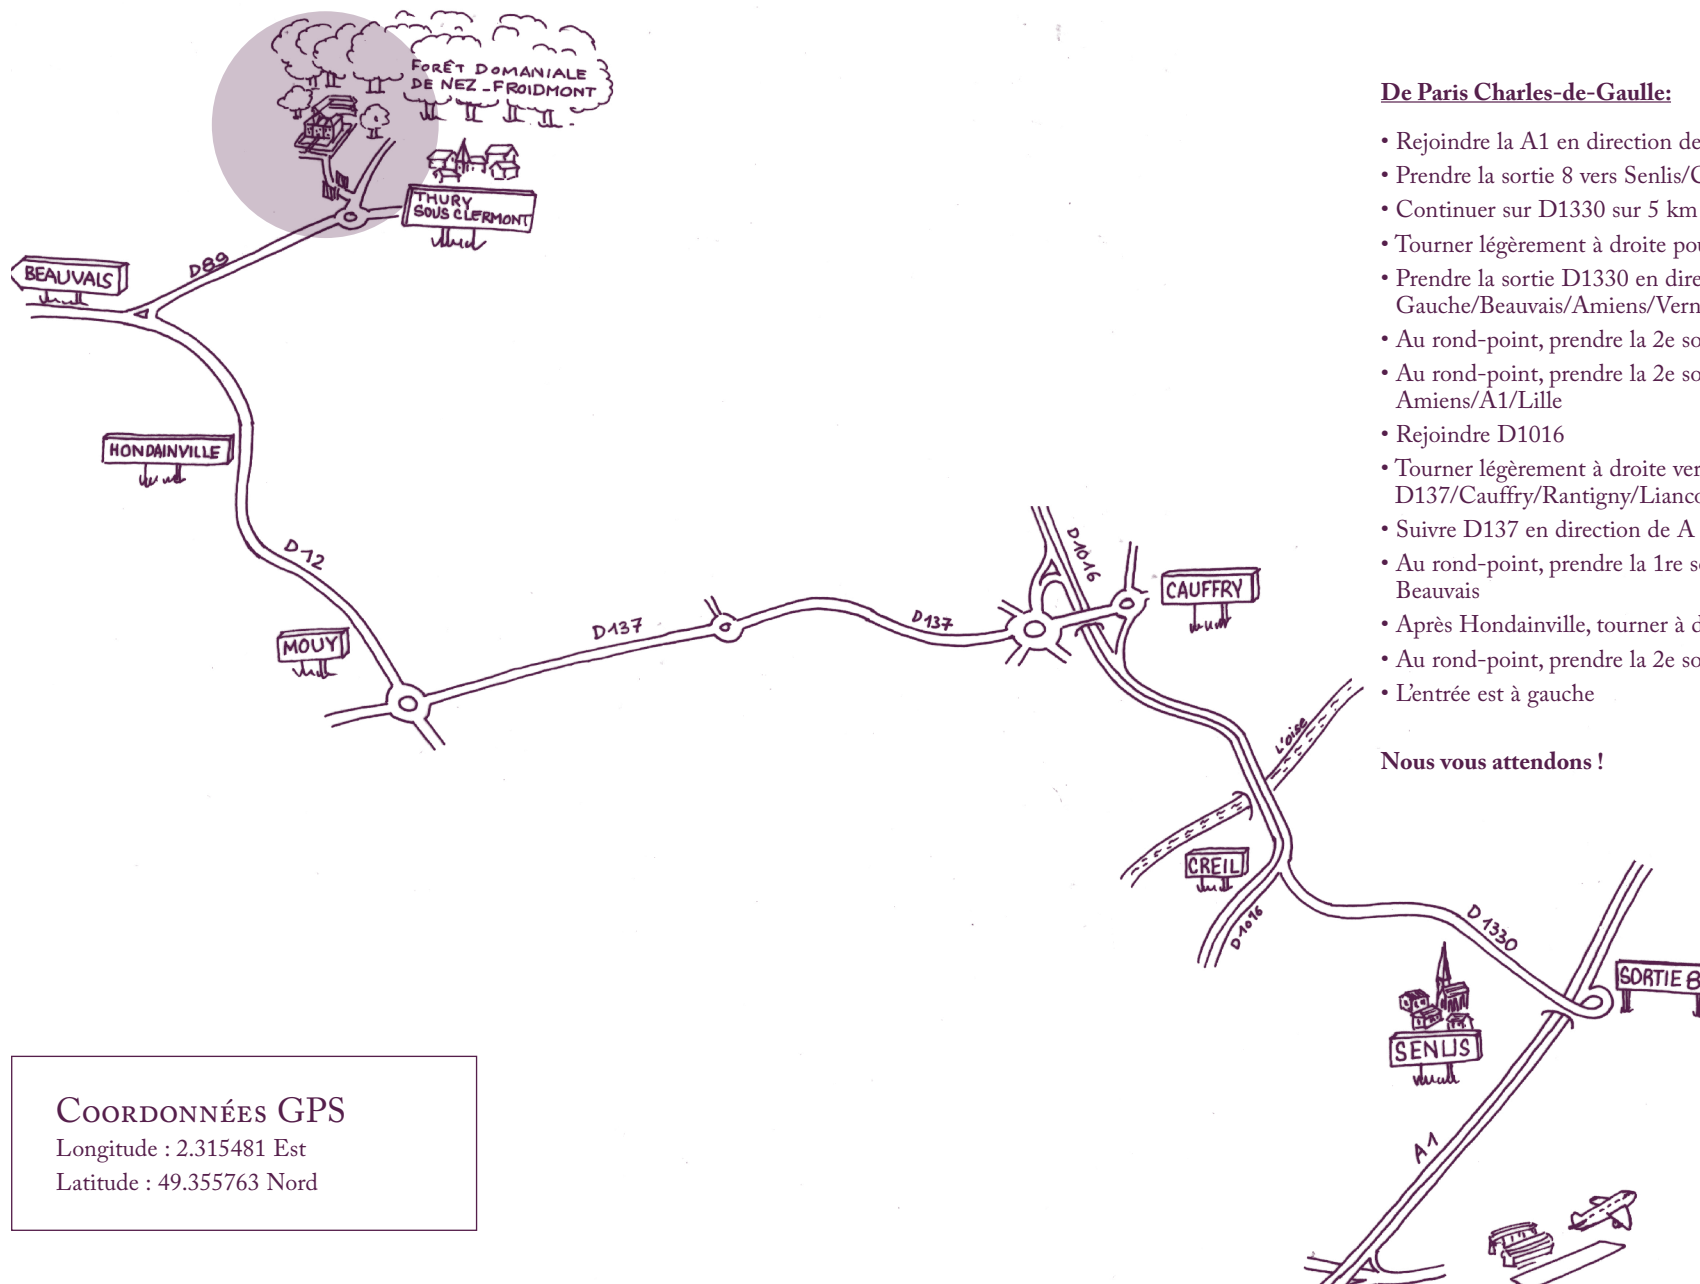 FORÊT DOMANIALE
DE NEZ-FROIDMONT
THURY
SOUS CLERMONT
D89
BEAUVAIS
HONDAINVILLE
D12
MOUY
D137
D137
D1016
CAUFFRY
L'OISE
CREIL
D1016
D1330
SORTIE 8
SENLIS
A1
De Paris Charles-de-Gaulle:
• Rejoindre la A1 en direction de
• Prendre la sortie 8 vers Senlis/C
• Continuer sur D1330 sur 5 km
• Tourner légèrement à droite pou
• Prendre la sortie D1330 en dire
Gauche/Beauvais/Amiens/Vern
• Au rond-point, prendre la 2e so
• Au rond-point, prendre la 2e so
Amiens/A1/Lille
• Rejoindre D1016
• Tourner légèrement à droite ver
D137/Cauffry/Rantigny/Lianco
• Suivre D137 en direction de A
• Au rond-point, prendre la 1re so
Beauvais
• Après Hondainville, tourner à d
• Au rond-point, prendre la 2e so
• L'entrée est à gauche
Nous vous attendons !
COORDONNÉES GPS
Longitude : 2.315481 Est
Latitude : 49.355763 Nord